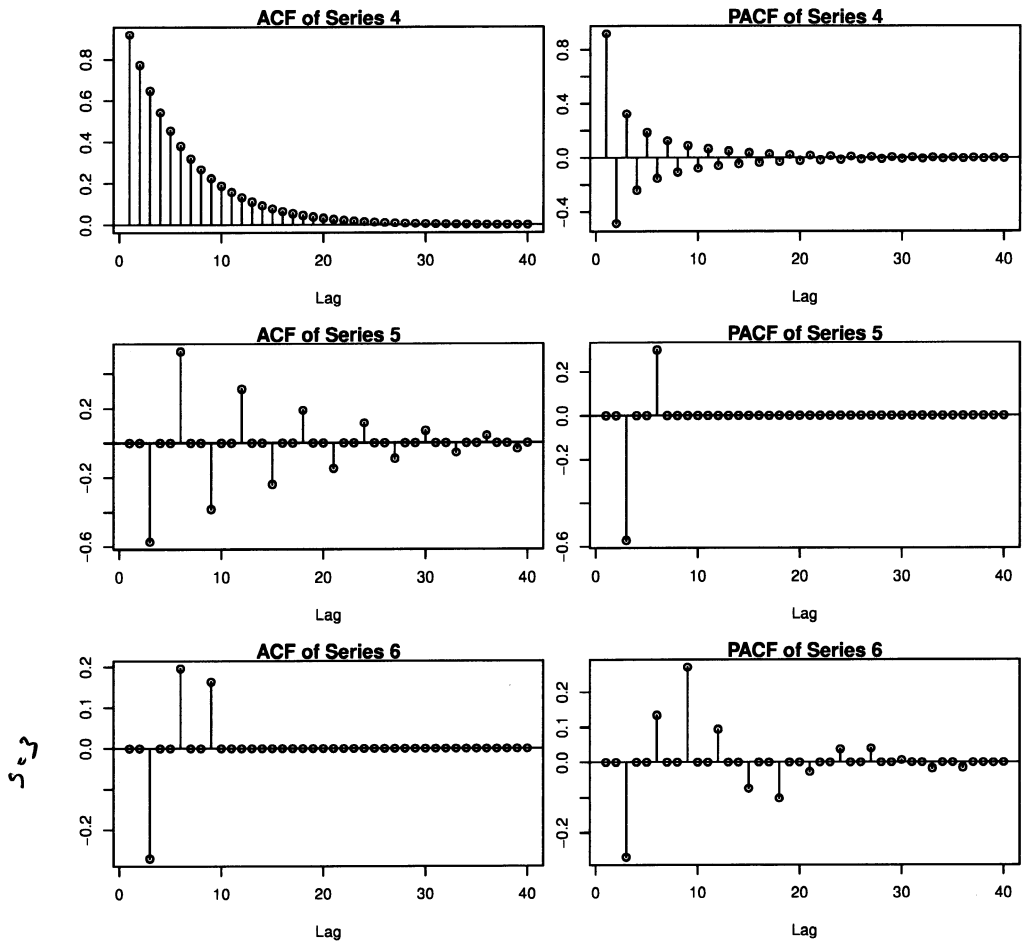 ACF of Series 4
0.0 0.2 0.4 0.6 0.8
0 10 20 30 40
Lag
PACF of Series 4
−0.4 0.0 0.4 0.8
0 10 20 30 40
Lag
ACF of Series 5
−0.6 −0.2 0.2
0 10 20 30 40
Lag
PACF of Series 5
−0.6 −0.2 0.0 0.2
0 10 20 30 40
Lag
s=3
ACF of Series 6
−0.2 0.0 0.1 0.2
0 10 20 30 40
Lag
PACF of Series 6
−0.2 0.0 0.1 0.2
0 10 20 30 40
Lag